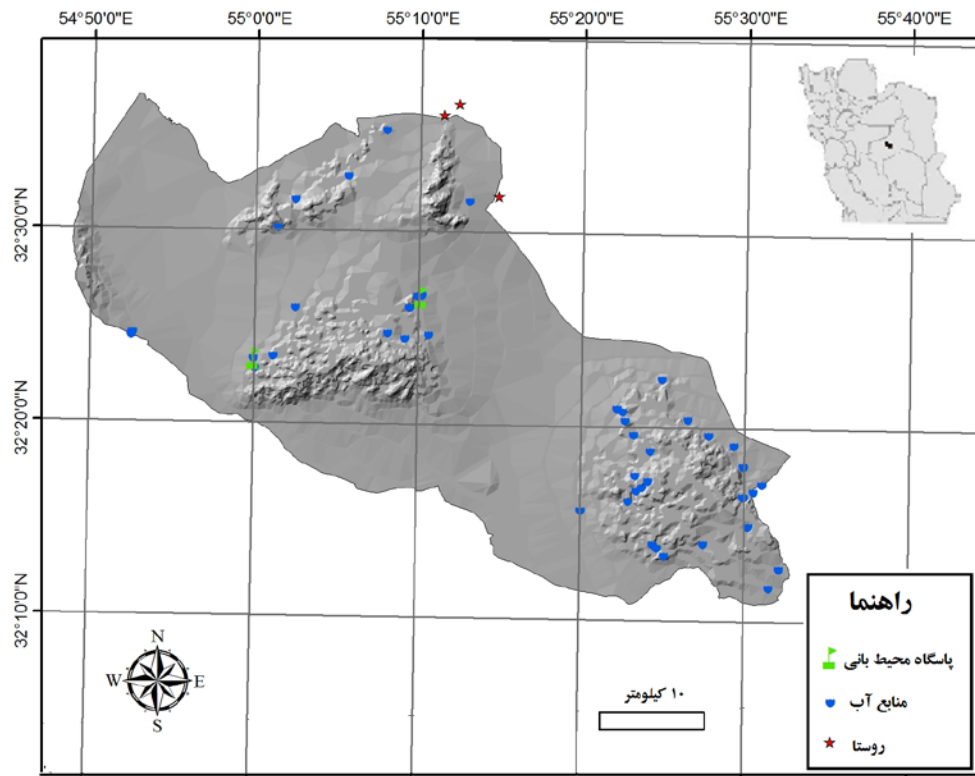 54°50'0"E 55°0'0"E 55°10'0"E 55°20'0"E 55°30'0"E 55°40'0"E
32°30'0"N
32°20'0"N
32°10'0"N
N
W E
S
۱۰ کیلومتر
راهنما
پاسگاه محیط بانی
منابع آب
روستا